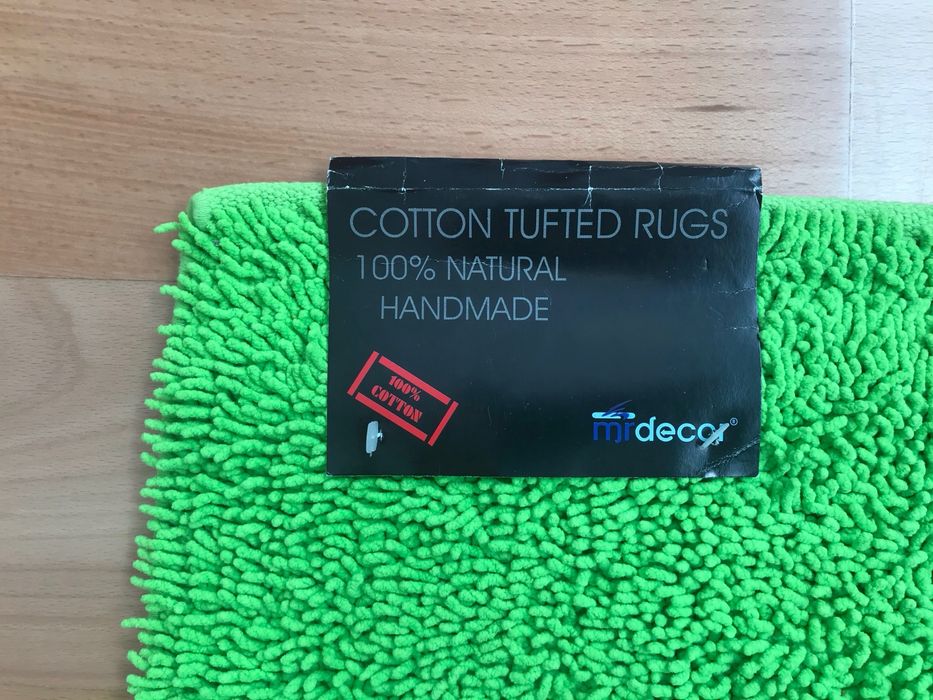 COTTON TUFTED RUGS
100% NATURAL
HANDMADE
100%
COTTON
mrdecor®